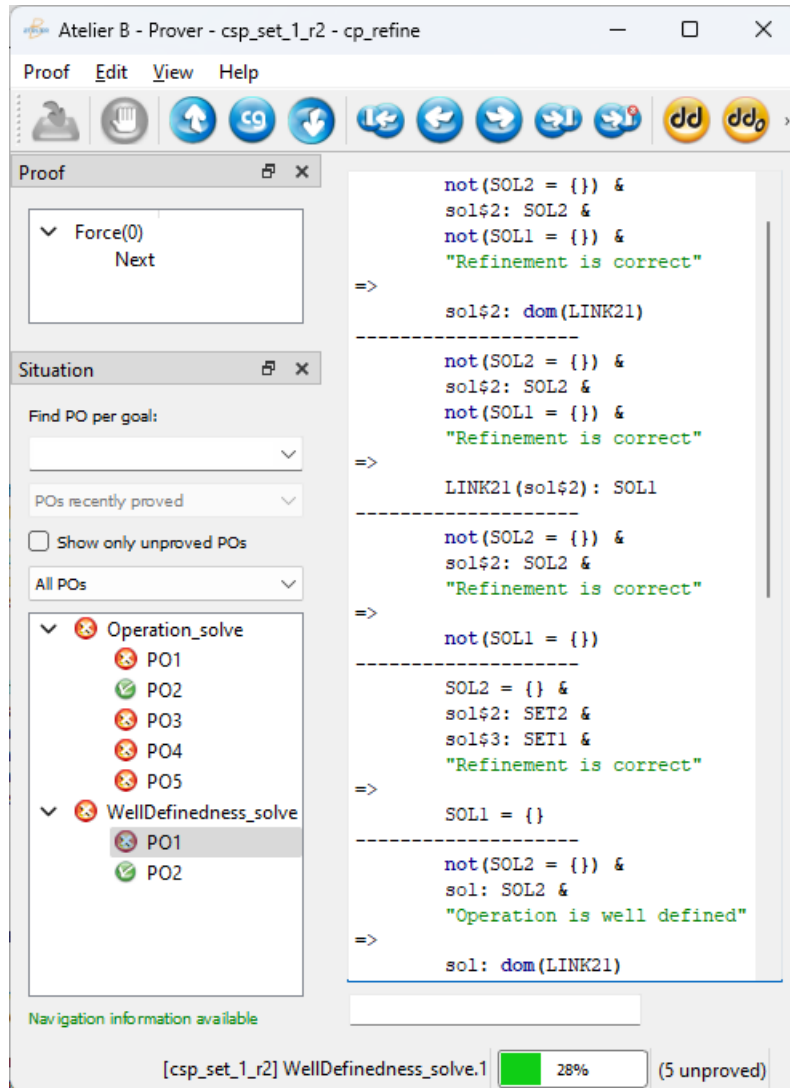 Atelier B - Prover - csp_set_1_r2 - cp_refine
Proof Edit View Help
cg
dd
dd0
Proof
Force(0)
Next
Situation
Find PO per goal:
POs recently proved
Show only unproved POs
All POs
Operation_solve
PO1
PO2
PO3
PO4
PO5
WellDefinedness_solve
PO1
PO2
Navigation information available
not(SOL2 = {}) &
sol$2: SOL2 &
not(SOL1 = {}) &
"Refinement is correct"
=>
sol$2: dom(LINK21)
--------------------
not(SOL2 = {}) &
sol$2: SOL2 &
not(SOL1 = {}) &
"Refinement is correct"
=>
LINK21(sol$2): SOL1
--------------------
not(SOL2 = {}) &
sol$2: SOL2 &
"Refinement is correct"
=>
not(SOL1 = {})
--------------------
SOL2 = {} &
sol$2: SET2 &
sol$3: SET1 &
"Refinement is correct"
=>
SOL1 = {}
--------------------
not(SOL2 = {}) &
sol: SOL2 &
"Operation is well defined"
=>
sol: dom(LINK21)
[csp_set_1_r2] WellDefinedness_solve.1 28% (5 unproved)